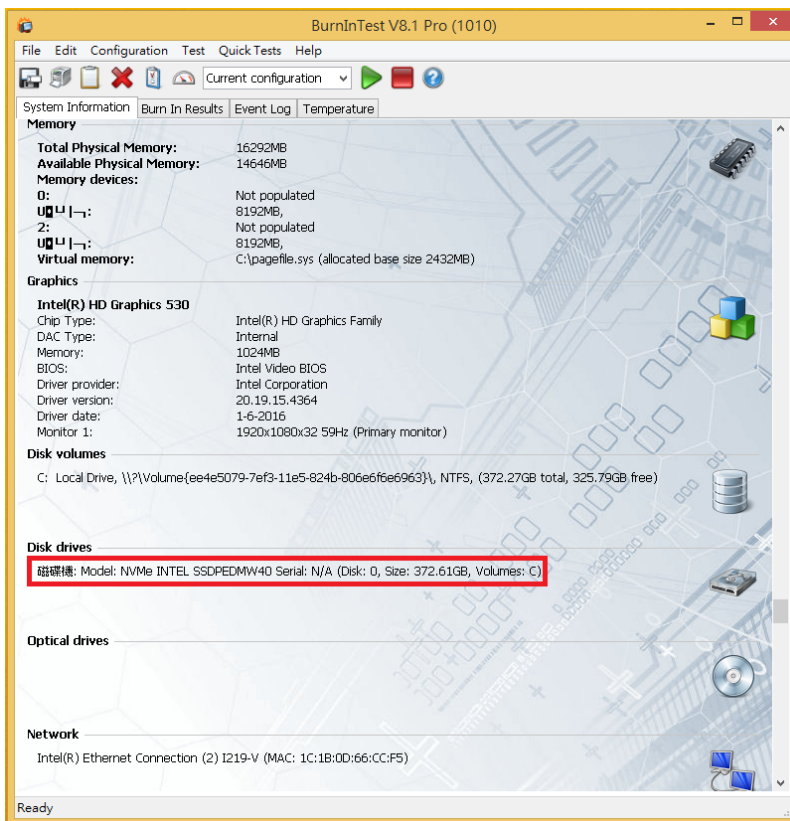 BurnInTest V8.1 Pro (1010)
File Edit Configuration Test Quick Tests Help
Current configuration
System Information Burn In Results Event Log Temperature
Memory
Total Physical Memory: 16292MB
Available Physical Memory: 14646MB
Memory devices:
0: Not populated
8192MB,
2: Not populated
8192MB,
Virtual memory: C:\pagefile.sys (allocated base size 2432MB)
Graphics
Intel(R) HD Graphics 530
Chip Type: Intel(R) HD Graphics Family
DAC Type: Internal
Memory: 1024MB
BIOS: Intel Video BIOS
Driver provider: Intel Corporation
Driver version: 20.19.15.4364
Driver date: 1-6-2016
Monitor 1: 1920x1080x32 59Hz (Primary monitor)
Disk volumes
C: Local Drive, \\?\Volume{ee4e5079-7ef3-11e5-824b-806e6f6e6963}\, NTFS, (372.27GB total, 325.79GB free)
Disk drives
磁碟機: Model: NVMe INTEL SSDPEDMW40 Serial: N/A (Disk: 0, Size: 372.61GB, Volumes: C)
Optical drives
Network
Intel(R) Ethernet Connection (2) I219-V (MAC: 1C:1B:0D:66:CC:F5)
Ready